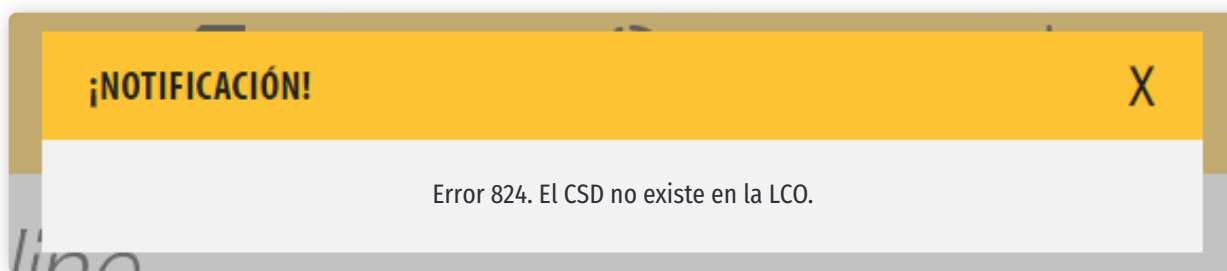 ¡NOTIFICACIÓN!
X
Error 824. El CSD no existe en la LCO.